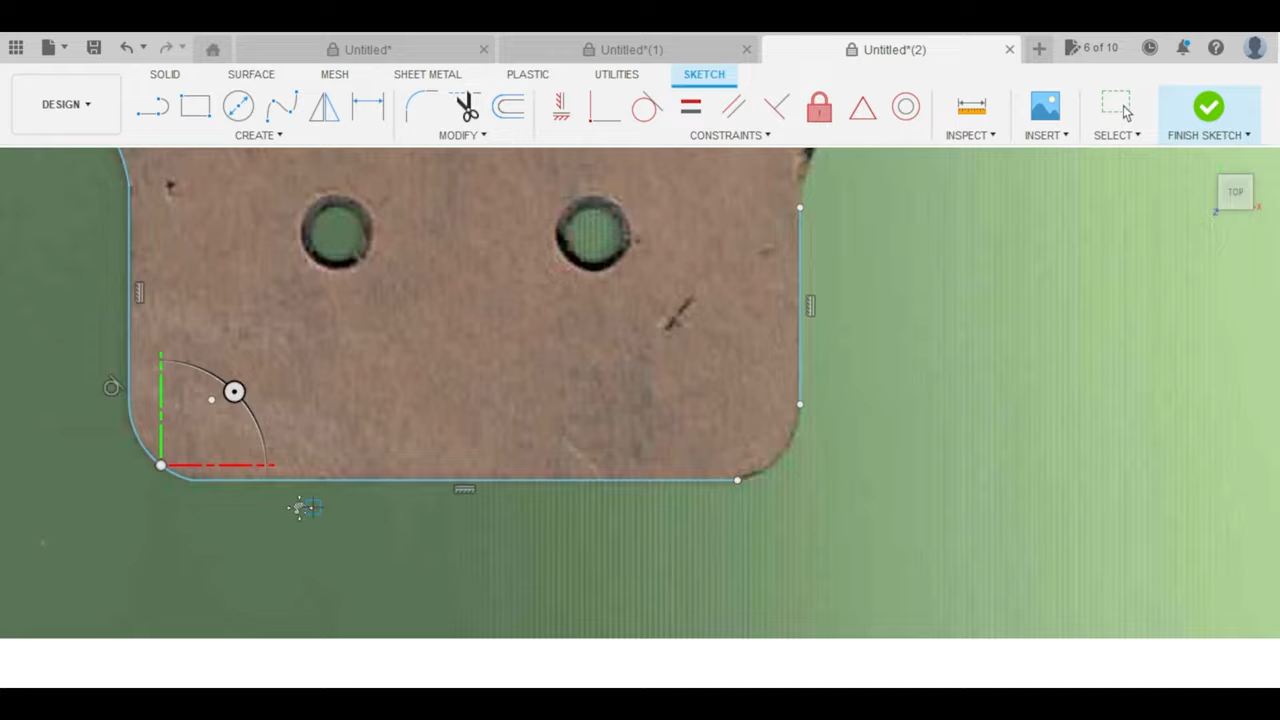 Untitled*
Untitled*(1)
Untitled*(2)
6 of 10
DESIGN
SOLID
SURFACE
MESH
SHEET METAL
PLASTIC
UTILITIES
SKETCH
CREATE
MODIFY
CONSTRAINTS
INSPECT
INSERT
SELECT
FINISH SKETCH
TOP
X
Z